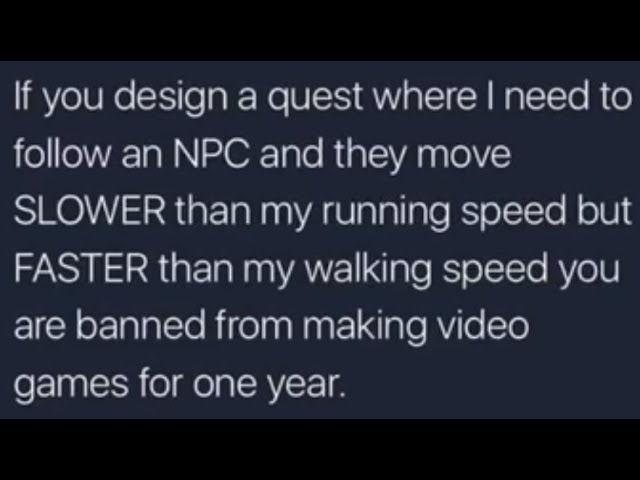 If you design a quest where I need to
follow an NPC and they move
SLOWER than my running speed but
FASTER than my walking speed you
are banned from making video
games for one year.